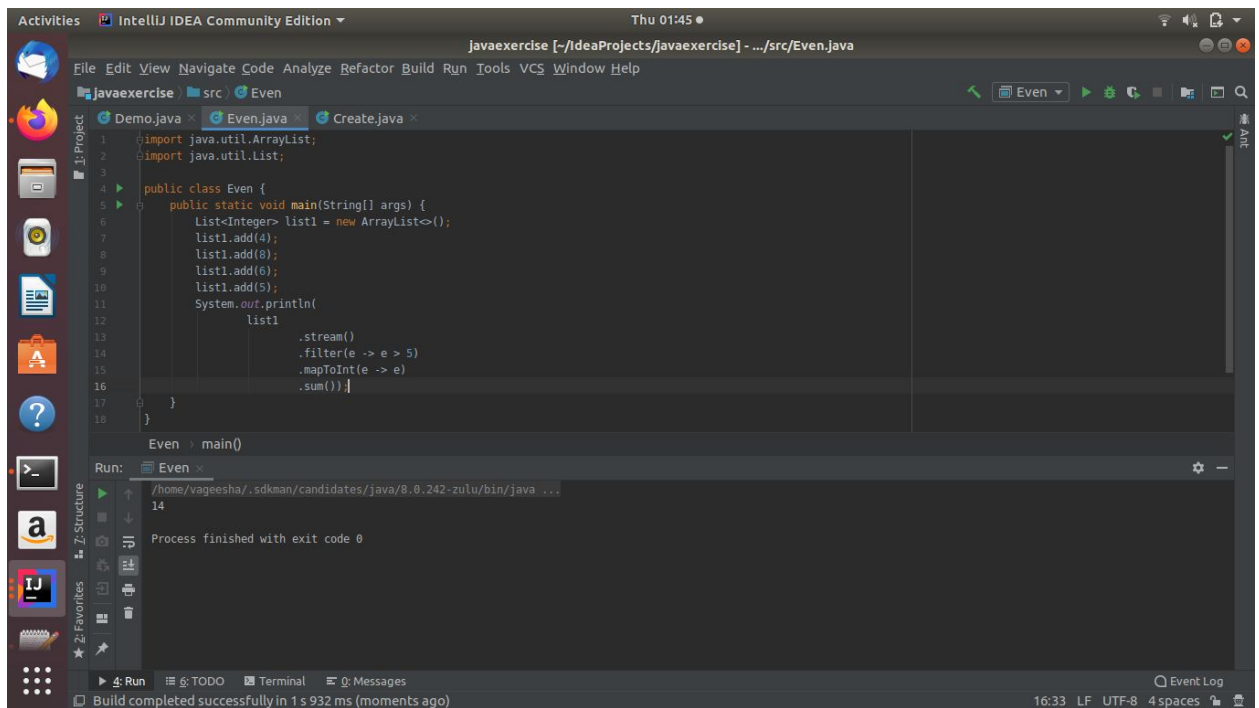 Activities IntelliJ IDEA Community Edition Thu 01:45
javaexercise [~/IdeaProjects/javaexercise] - .../src/Even.java
File Edit View Navigate Code Analyze Refactor Build Run Tools VCS Window Help
javaexercise src Even Even
Demo.java Even.java Create.java
1: Project
Ant
1 import java.util.ArrayList;
2 import java.util.List;
3
4 public class Even {
5 public static void main(String[] args) {
6 List<Integer> list1 = new ArrayList<>();
7 list1.add(4);
8 list1.add(8);
9 list1.add(6);
10 list1.add(5);
11 System.out.println(
12 list1
13 .stream()
14 .filter(e -> e > 5)
15 .mapToInt(e -> e)
16 .sum());
17 }
18 }
Even > main()
Run: Even
/home/vageesha/.sdkman/candidates/java/8.0.242-zulu/bin/java ...
14
Process finished with exit code 0
Z: Structure
2: Favorites
4: Run 6: TODO Terminal 0: Messages Event Log
Build completed successfully in 1 s 932 ms (moments ago) 16:33 LF UTF-8 4 spaces